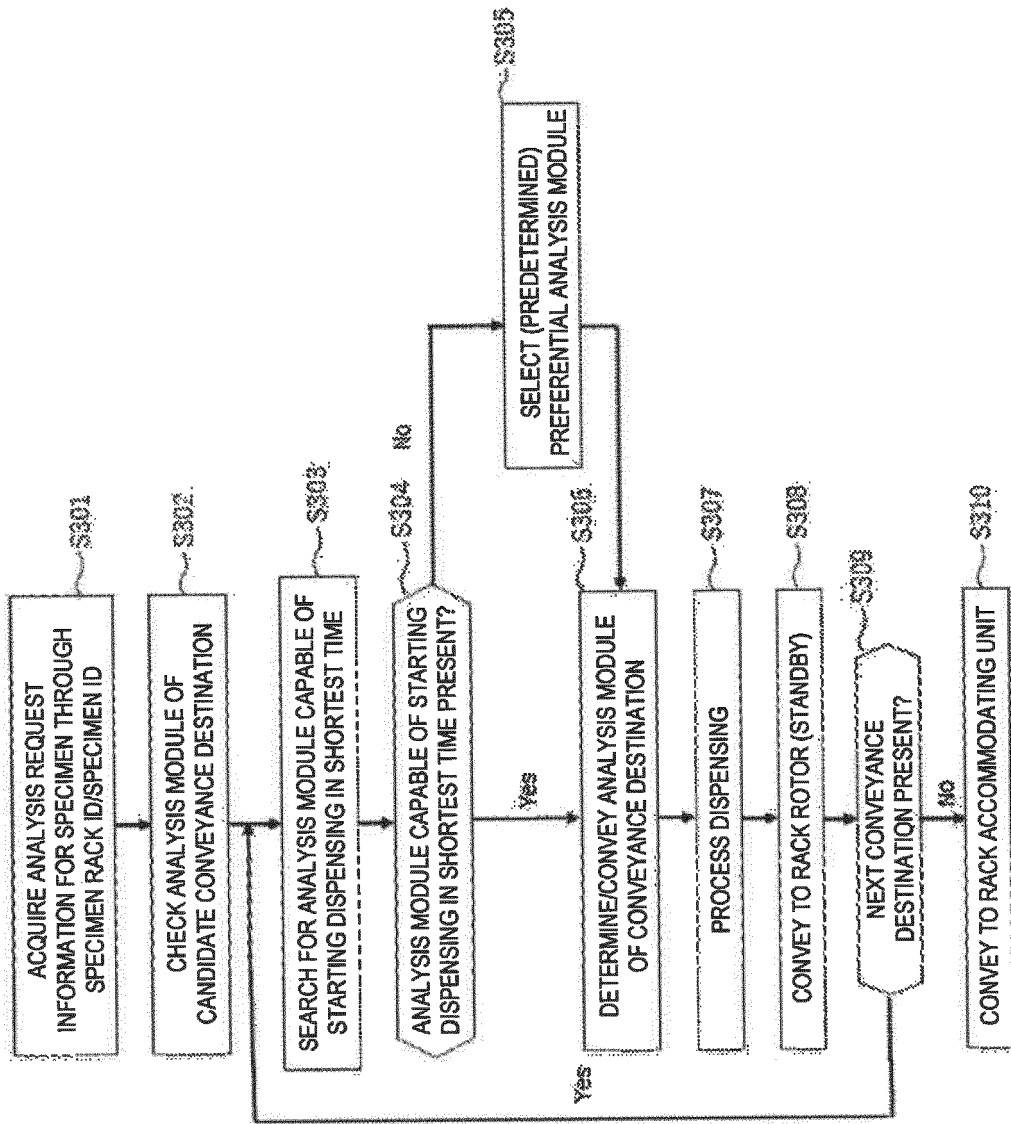 ACQUIRE ANALYSIS REQUEST
INFORMATION FOR SPECIMEN THROUGH
SPECIMEN RACK ID/SPECIMEN ID
S301
CHECK ANALYSIS MODULE OF
CANDIDATE CONVEYANCE DESTINATION
S302
SEARCH FOR ANALYSIS MODULE CAPABLE OF
STARTING DISPENSING IN SHORTEST TIME
S303
ANALYSIS MODULE CAPABLE OF STARTING
DISPENSING IN SHORTEST TIME PRESENT?
S304
No
SELECT (PREDETERMINED)
PREFERENTIAL ANALYSIS MODULE
S305
Yes
DETERMINE/CONVEY ANALYSIS MODULE
OF CONVEYANCE DESTINATION
S306
PROCESS DISPENSING
S307
CONVEY TO RACK ROTOR (STANDBY)
S308
Yes
NEXT CONVEYANCE
DESTINATION PRESENT?
S309
No
CONVEY TO RACK ACCOMMODATING UNIT
S310